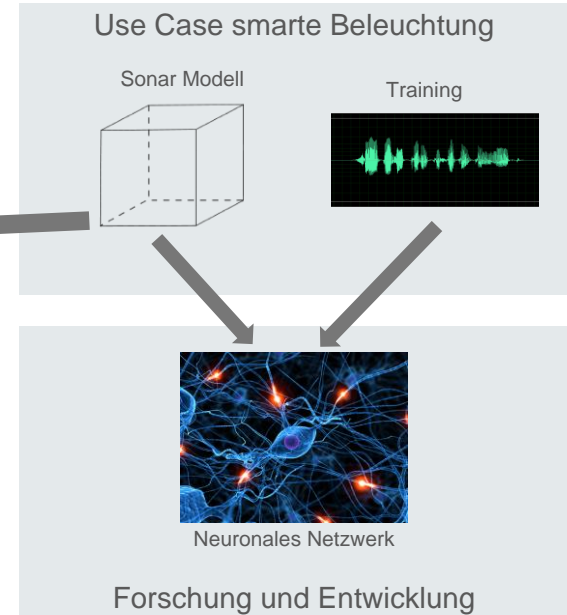 Use Case smarte Beleuchtung
Sonar Modell
Training
Neuronales Netzwerk
Forschung und Entwicklung